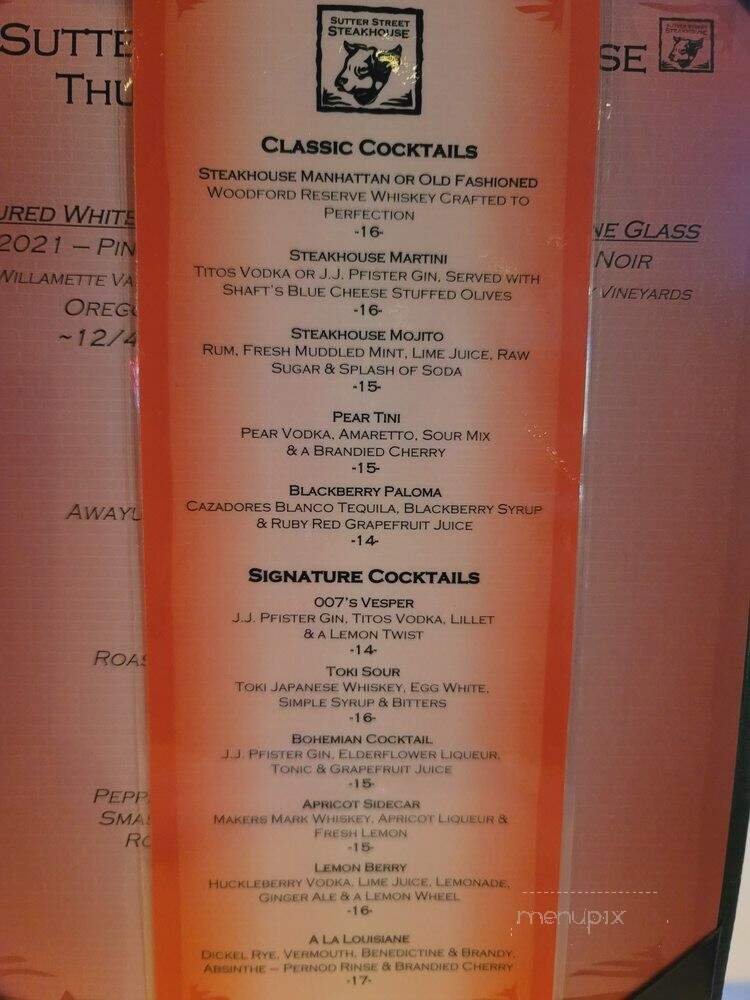 SUTTER STREET
STEAKHOUSE
CLASSIC COCKTAILS
STEAKHOUSE MANHATTAN OR OLD FASHIONED
WOODFORD RESERVE WHISKEY CRAFTED TO
PERFECTION
-16-
STEAKHOUSE MARTINI
TITOS VODKA OR J.J. PFISTER GIN, SERVED WITH
SHAFT'S BLUE CHEESE STUFFED OLIVES
-16-
STEAKHOUSE MOJITO
RUM, FRESH MUDDLED MINT, LIME JUICE, RAW
SUGAR & SPLASH OF SODA
-15-
PEAR TINI
PEAR VODKA, AMARETTO, SOUR MIX
& A BRANDIED CHERRY
-15-
BLACKBERRY PALOMA
CAZADORES BLANCO TEQUILA, BLACKBERRY SYRUP
& RUBY RED GRAPEFRUIT JUICE
-14-
SIGNATURE COCKTAILS
007'S VESPER
J.J. PFISTER GIN, TITOS VODKA, LILLET
& A LEMON TWIST
-14-
TOKI SOUR
TOKI JAPANESE WHISKEY, EGG WHITE,
SIMPLE SYRUP & BITTERS
-16-
BOHEMIAN COCKTAIL
J.J. PFISTER GIN, ELDERFLOWER LIQUEUR,
TONIC & GRAPEFRUIT JUICE
-15-
APRICOT SIDECAR
MAKERS MARK WHISKEY, APRICOT LIQUEUR &
FRESH LEMON
-15-
LEMON BERRY
HUCKLEBERRY VODKA, LIME JUICE, LEMONADE,
GINGER ALE & A LEMON WHEEL
-16-
A LA LOUISIANE
DICKEL RYE, VERMOUTH, BENEDICTINE & BRANDY,
ABSINTHE – PERNOD RINSE & BRANDIED CHERRY
-17-
SUTTE
THU
URED WHITE
2021 – PIN
WILLAMETTE VA
OREG
~12/4
AWAYU
ROAS
PEPP
SMA
RO
SE
NE GLASS
NOIR
VINEYARDS
menupix